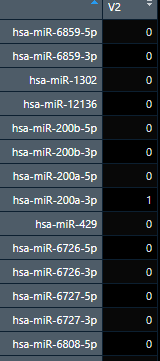 V2
hsa-miR-6859-5p 0
hsa-miR-6859-3p 0
hsa-miR-1302 0
hsa-miR-12136 0
hsa-miR-200b-5p 0
hsa-miR-200b-3p 0
hsa-miR-200a-5p 0
hsa-miR-200a-3p 1
hsa-miR-429 0
hsa-miR-6726-5p 0
hsa-miR-6726-3p 0
hsa-miR-6727-5p 0
hsa-miR-6727-3p 0
hsa-miR-6808-5p 0